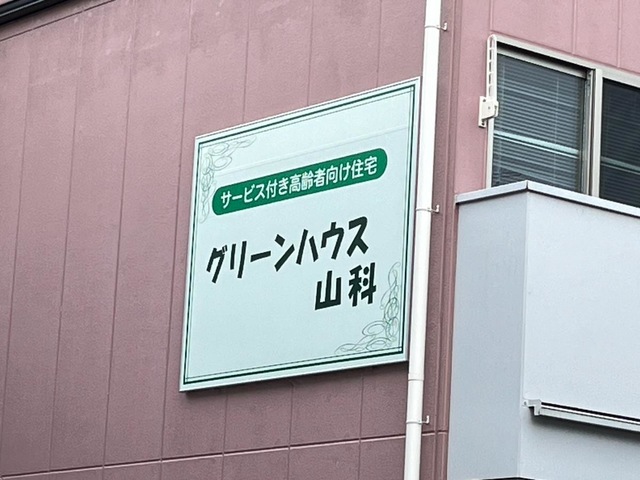 サービス付き高齢者向け住宅
グリーンハウス
山科